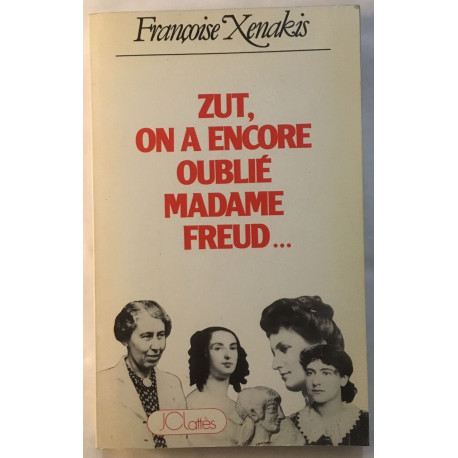 Françoise Xenakis
ZUT,
ON A ENCORE
OUBLIÉ
MADAME
FREUD...
JCLattès